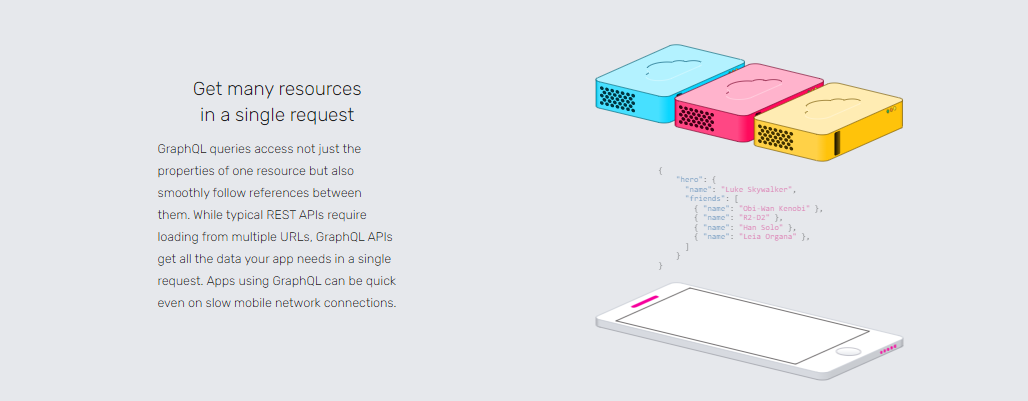 Get many resources
in a single request
GraphQL queries access not just the
properties of one resource but also
smoothly follow references between
them. While typical REST APIs require
loading from multiple URLs, GraphQL APIs
get all the data your app needs in a single
request. Apps using GraphQL can be quick
even on slow mobile network connections.
{
"hero": {
"name": "Luke Skywalker",
"friends": [
{ "name": "Obi-Wan Kenobi" },
{ "name": "R2-D2" },
{ "name": "Han Solo" },
{ "name": "Leia Organa" },
]
}
}